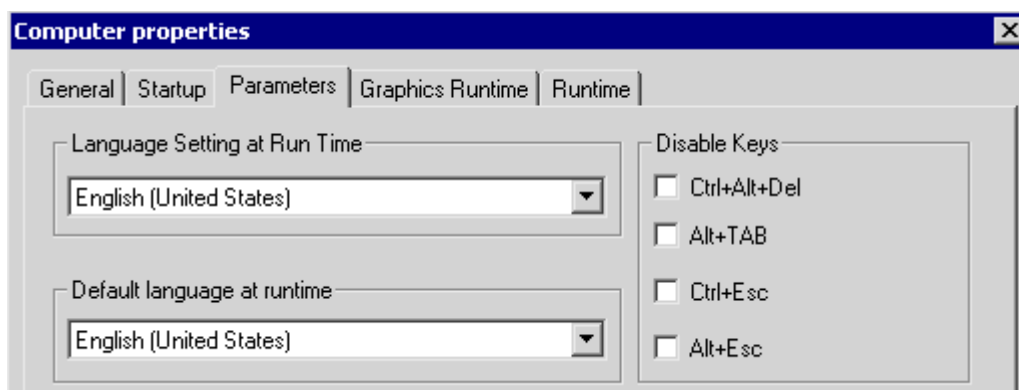 Computer properties
General
Startup
Parameters
Graphics Runtime
Runtime
Language Setting at Run Time
English (United States)
Default language at runtime
English (United States)
Disable Keys
Ctrl+Alt+Del
Alt+TAB
Ctrl+Esc
Alt+Esc